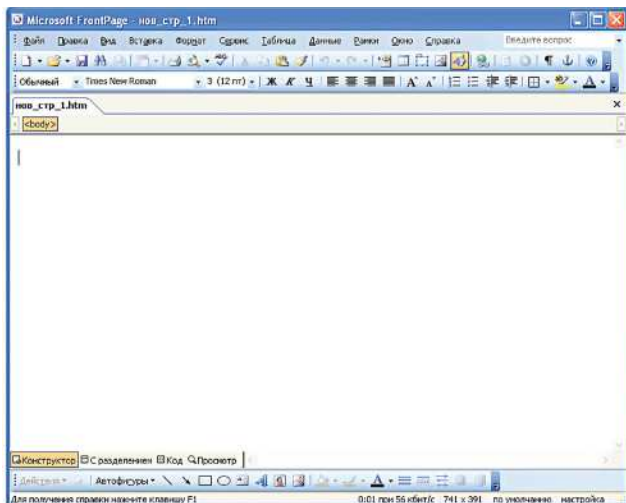 Microsoft FrontPage - нов_стр_1.htm
Файл Правка Вид Вставка Формат Сервис Таблица Данные Рамки Окно Справка Введите вопрос
Обычный Times New Roman 3 (12 пт) Ж К Ч A A A
нов_стр_1.htm
<body>
Конструктор С разделением Код Просмотр
Действия Автофигуры A
Для получения справки нажмите клавишу F1 0:01 при 56 кбит/с 741 x 391 по умолчанию настройка